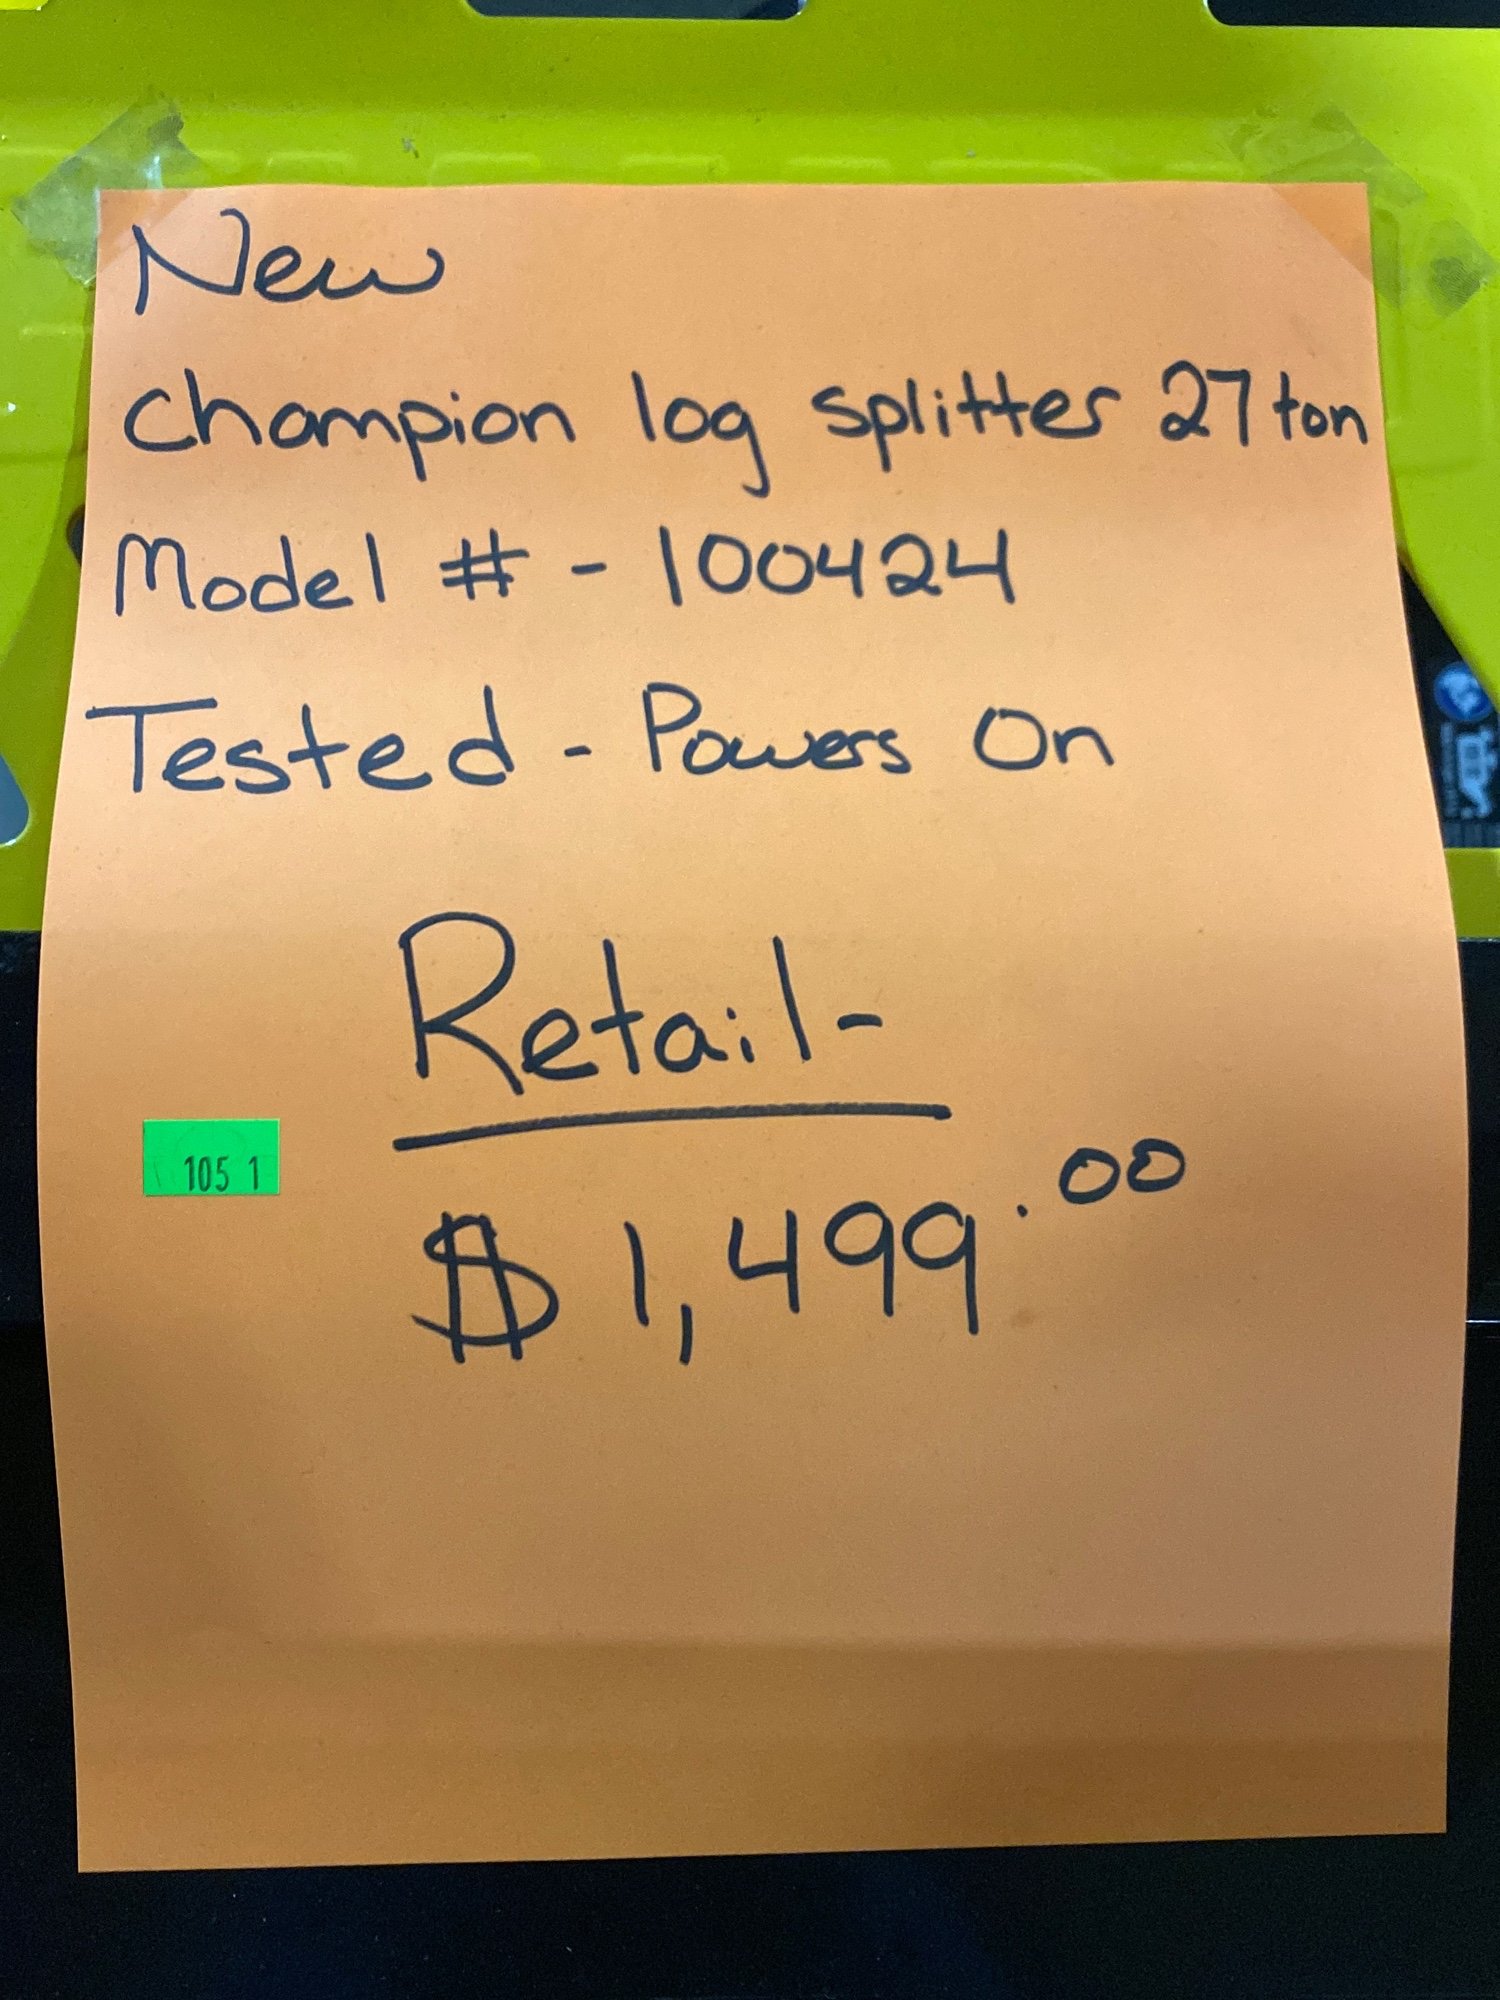 New
Champion log splitter 27 ton
Model # - 100424
Tested - Powers On
Retail -
105 1
$1,499.00